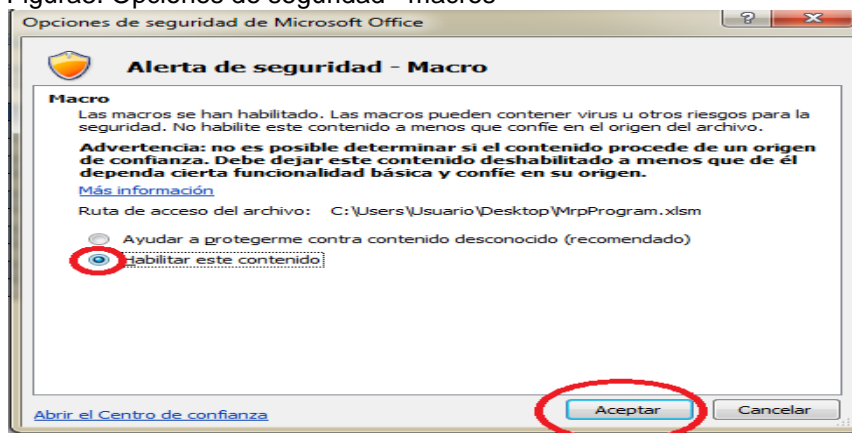 Opciones de seguridad - macros
Opciones de seguridad de Microsoft Office
Alerta de seguridad - Macro
Macro
Las macros se han habilitado. Las macros pueden contener virus u otros riesgos para la
seguridad. No habilite este contenido a menos que confíe en el origen del archivo.
Advertencia: no es posible determinar si el contenido procede de un origen
de confianza. Debe dejar este contenido deshabilitado a menos que de él
dependa cierta funcionalidad básica y confíe en su origen.
Más información
Ruta de acceso del archivo: C:\Users\Usuario\Desktop\MrpProgram.xlsm
Ayudar a protegerme contra contenido desconocido (recomendado)
Habilitar este contenido
Abrir el Centro de confianza
Aceptar
Cancelar